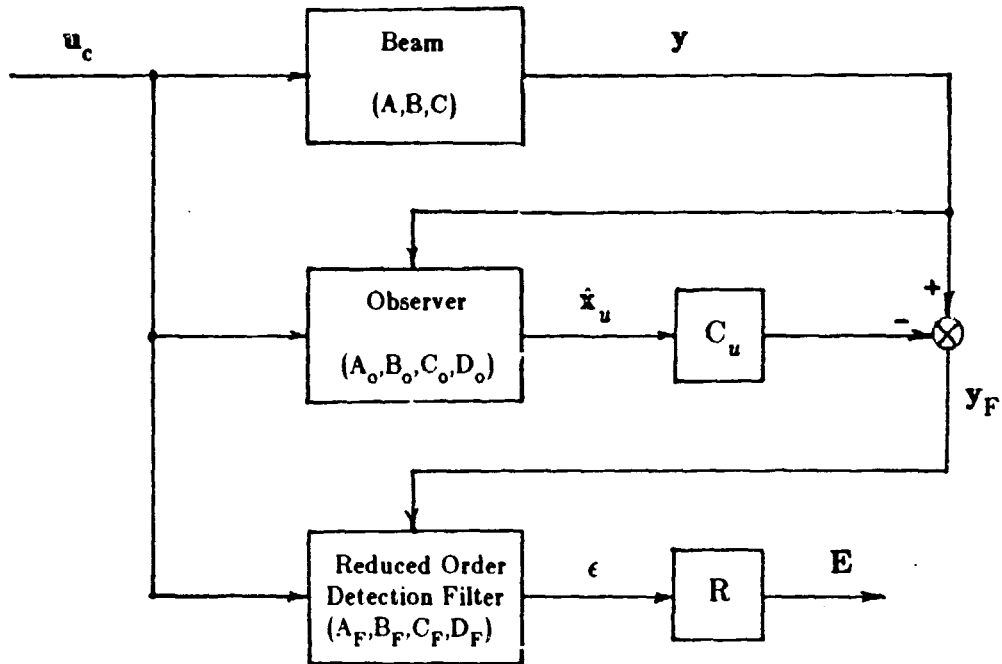 u_c
Beam
(A,B,C)
y
Observer
(A_o,B_o,C_o,D_o)
x̂_u
C_u
+
-
y_F
Reduced Order
Detection Filter
(A_F,B_F,C_F,D_F)
ϵ
R
E